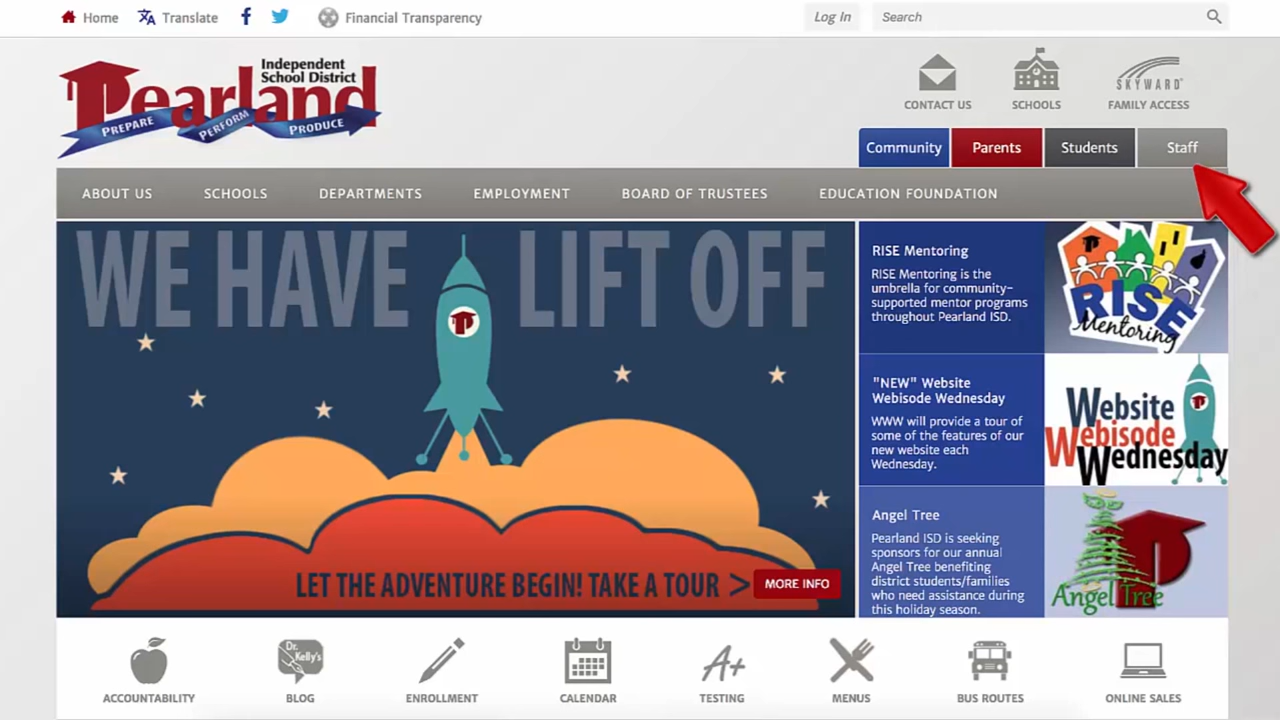 Home
Translate
Financial Transparency
Log In
Search
Independent
School District
Pearland
PREPARE
PERFORM
PRODUCE
CONTACT US
SCHOOLS
SKYWARD
FAMILY ACCESS
Community
Parents
Students
Staff
ABOUT US
SCHOOLS
DEPARTMENTS
EMPLOYMENT
BOARD OF TRUSTEES
EDUCATION FOUNDATION
WE HAVE LIFT OFF
P
LET THE ADVENTURE BEGIN! TAKE A TOUR >
MORE INFO
RISE Mentoring
RISE Mentoring is the
umbrella for community-
supported mentor programs
throughout Pearland ISD.
RISE
Mentoring
"NEW" Website
Webisode Wednesday
WWW will provide a tour of
some of the features of our
new website each
Wednesday.
Website
Webisode
Wednesday
Angel Tree
Pearland ISD is seeking
sponsors for our annual
Angel Tree benefiting
district students/families
who need assistance during
this holiday season.
Angel Tree
ACCOUNTABILITY
Dr.
Kelly's
BLOG
ENROLLMENT
CALENDAR
A+
TESTING
MENUS
BUS ROUTES
ONLINE SALES